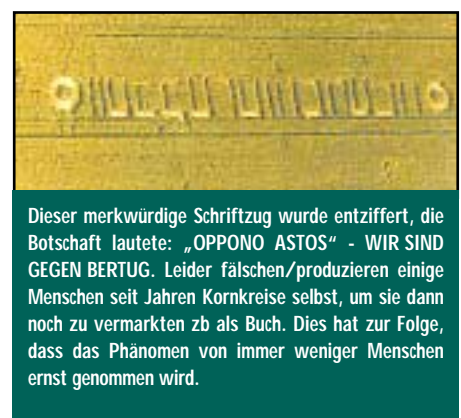 Dieser merkwürdige Schriftzug wurde entziffert, die
Botschaft lautete: „OPPONO ASTOS“ - WIR SIND
GEGEN BERTUG. Leider fälschen/produzieren einige
Menschen seit Jahren Kornkreise selbst, um sie dann
noch zu vermarkten zb als Buch. Dies hat zur Folge,
dass das Phänomen von immer weniger Menschen
ernst genommen wird.